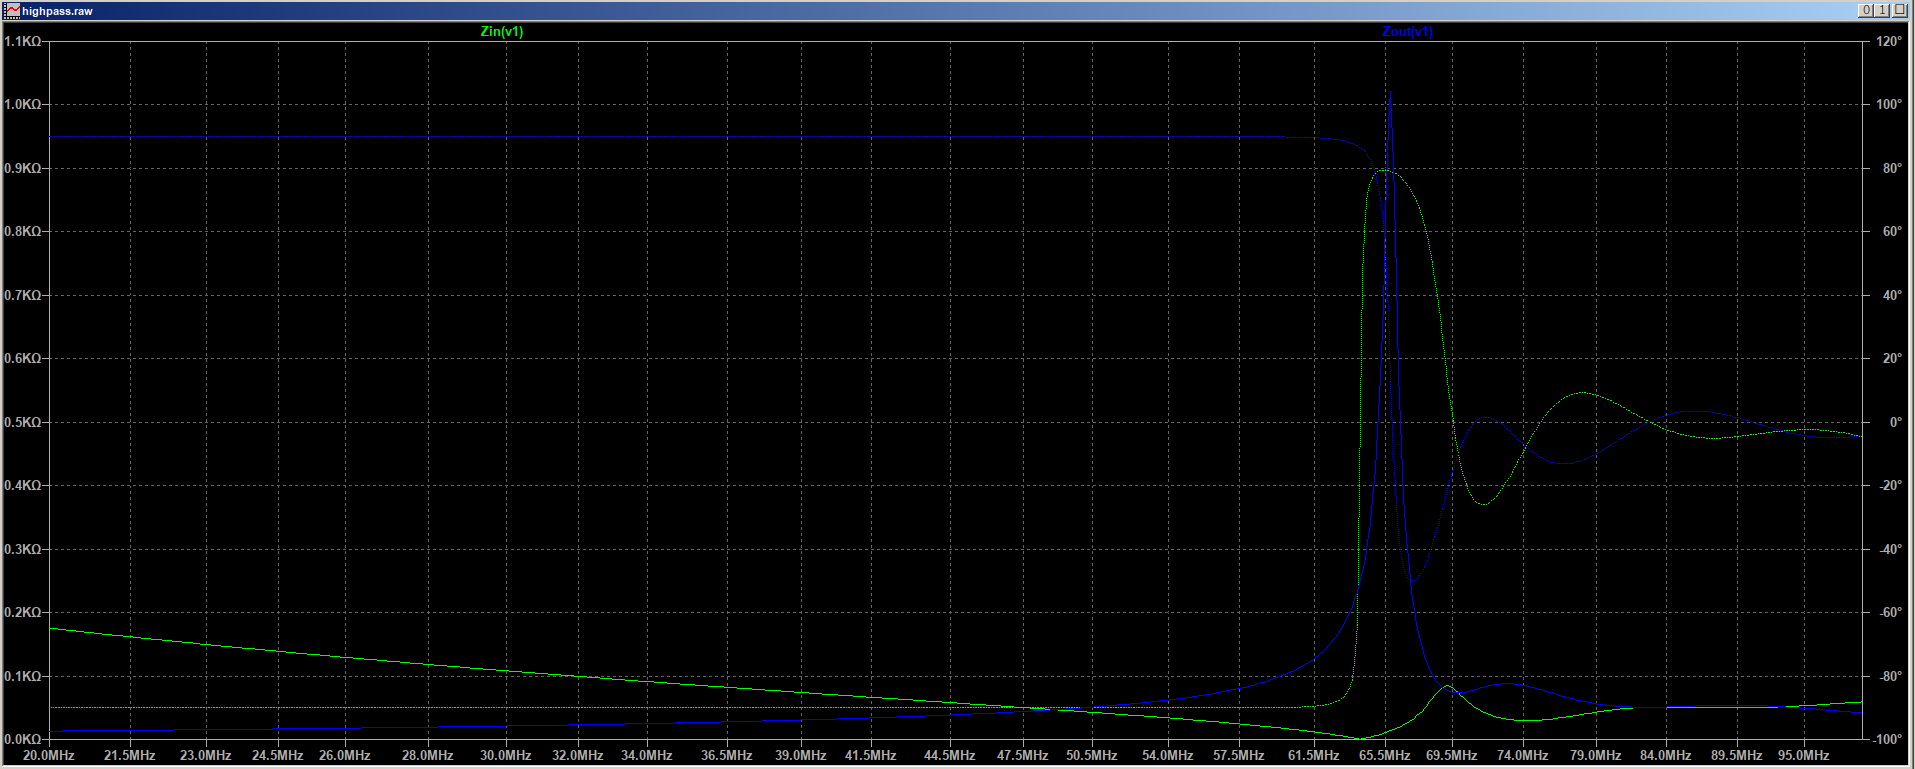 highpass.raw
Zin(v1) Zout(v1)
1.1KΩ 120°
1.0KΩ 100°
0.9KΩ 80°
0.8KΩ 60°
0.7KΩ 40°
0.6KΩ 20°
0.5KΩ 0°
0.4KΩ -20°
0.3KΩ -40°
0.2KΩ -60°
0.1KΩ -80°
0.0KΩ -100°
20.0MHz 21.5MHz 23.0MHz 24.5MHz 26.0MHz 28.0MHz 30.0MHz 32.0MHz 34.0MHz 36.5MHz 39.0MHz 41.5MHz 44.5MHz 47.5MHz 50.5MHz 54.0MHz 57.5MHz 61.5MHz 65.5MHz 69.5MHz 74.0MHz 79.0MHz 84.0MHz 89.5MHz 95.0MHz